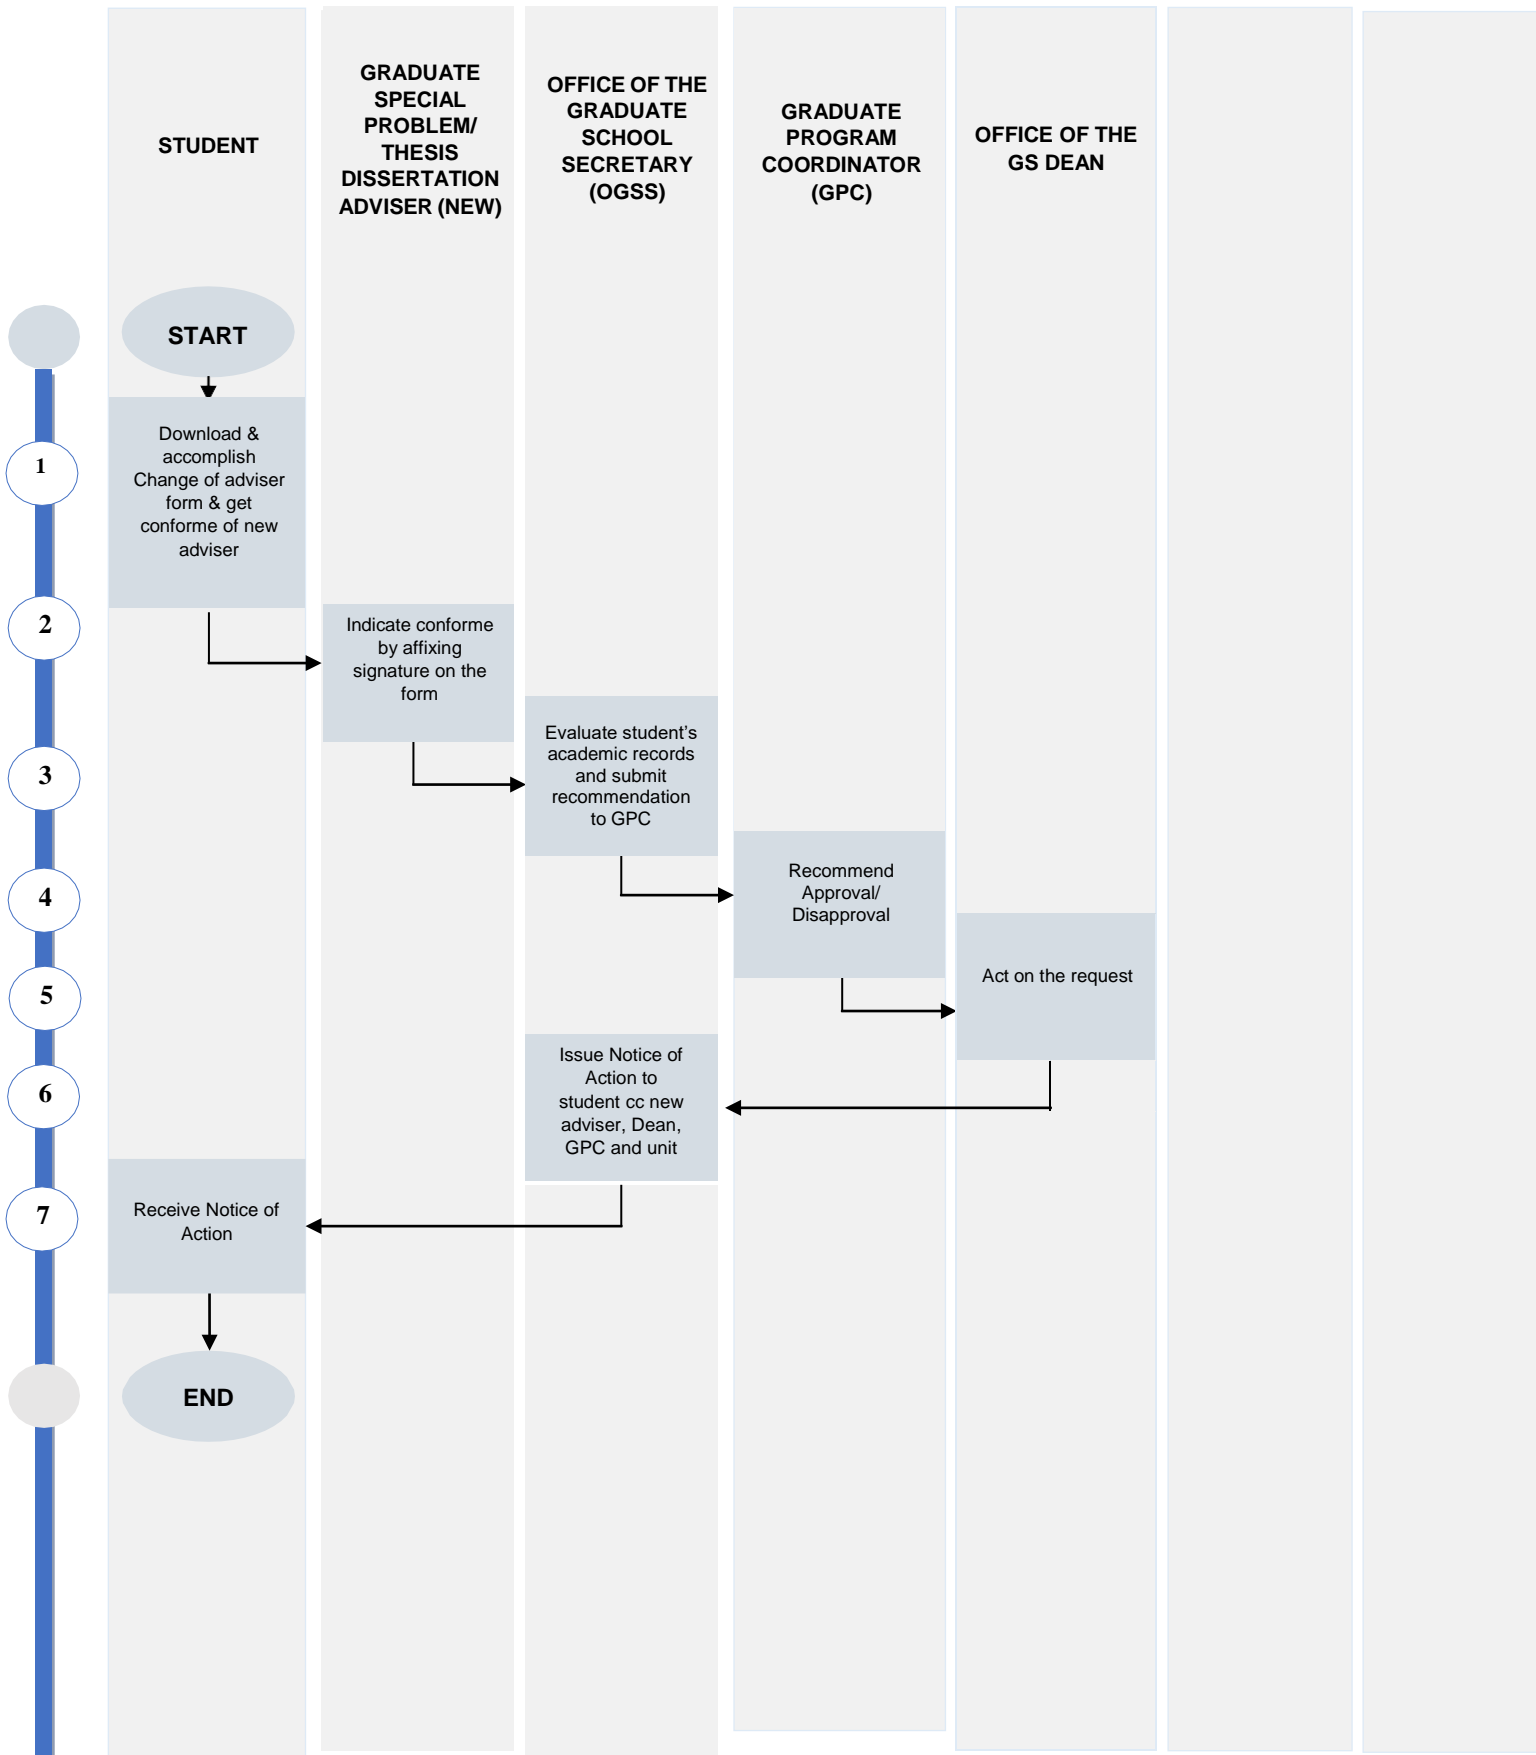 STUDENT
GRADUATE
SPECIAL
PROBLEM/
THESIS
DISSERTATION
ADVISER (NEW)
OFFICE OF THE
GRADUATE
SCHOOL
SECRETARY
(OGSS)
GRADUATE
PROGRAM
COORDINATOR
(GPC)
OFFICE OF THE
GS DEAN
START
1
Download &
accomplish
Change of adviser
form & get
conforme of new
adviser
2
Indicate conforme
by affixing
signature on the
form
3
Evaluate student’s
academic records
and submit
recommendation
to GPC
4
Recommend
Approval/
Disapproval
5
Act on the request
6
Issue Notice of
Action to
student cc new
adviser, Dean,
GPC and unit
7
Receive Notice of
Action
END